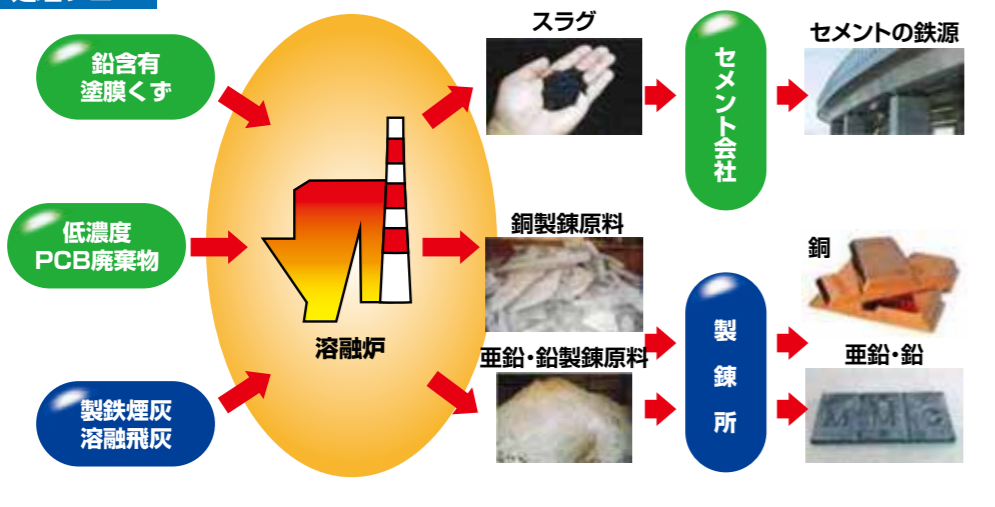 鉛含有
塗膜くず
低濃度
PCB廃棄物
製鉄煙灰
溶融飛灰
溶融炉
スラグ
銅製錬原料
亜鉛・鉛製錬原料
セメント会社
製錬所
セメントの鉄源
銅
亜鉛・鉛